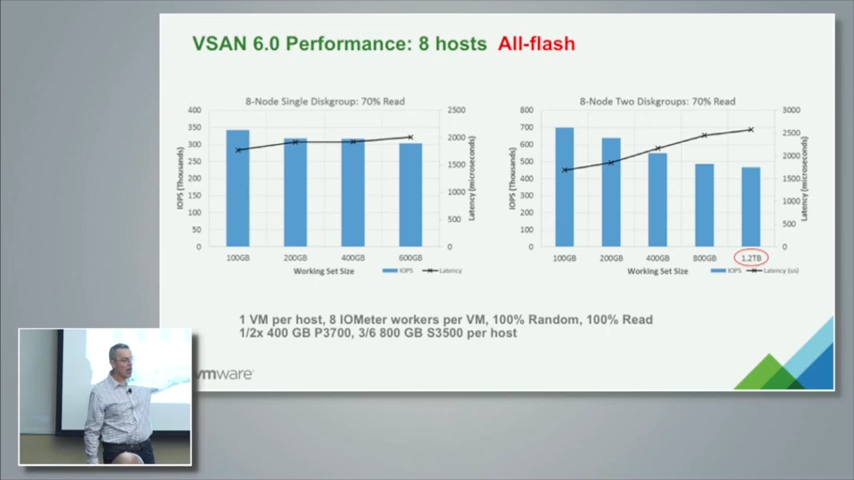 VSAN 6.0 Performance: 8 hosts All-flash
8-Node Single Diskgroup: 70% Read
400
350
300
250
200
150
100
50
0
IOPS (Thousands)
2500
2000
1500
1000
500
0
Latency (microseconds)
100GB 200GB 400GB 600GB
Working Set Size
IOPS Latency
8-Node Two Diskgroups: 70% Read
800
700
600
500
400
300
200
100
0
IOPS (Thousands)
3000
2500
2000
1500
1000
500
0
Latency (microseconds)
100GB 200GB 400GB 800GB 1.2TB
Working Set Size
IOPS Latency (us)
1 VM per host, 8 IOMeter workers per VM, 100% Random, 100% Read
1/2x 400 GB P3700, 3/6 800 GB S3500 per host
vmware